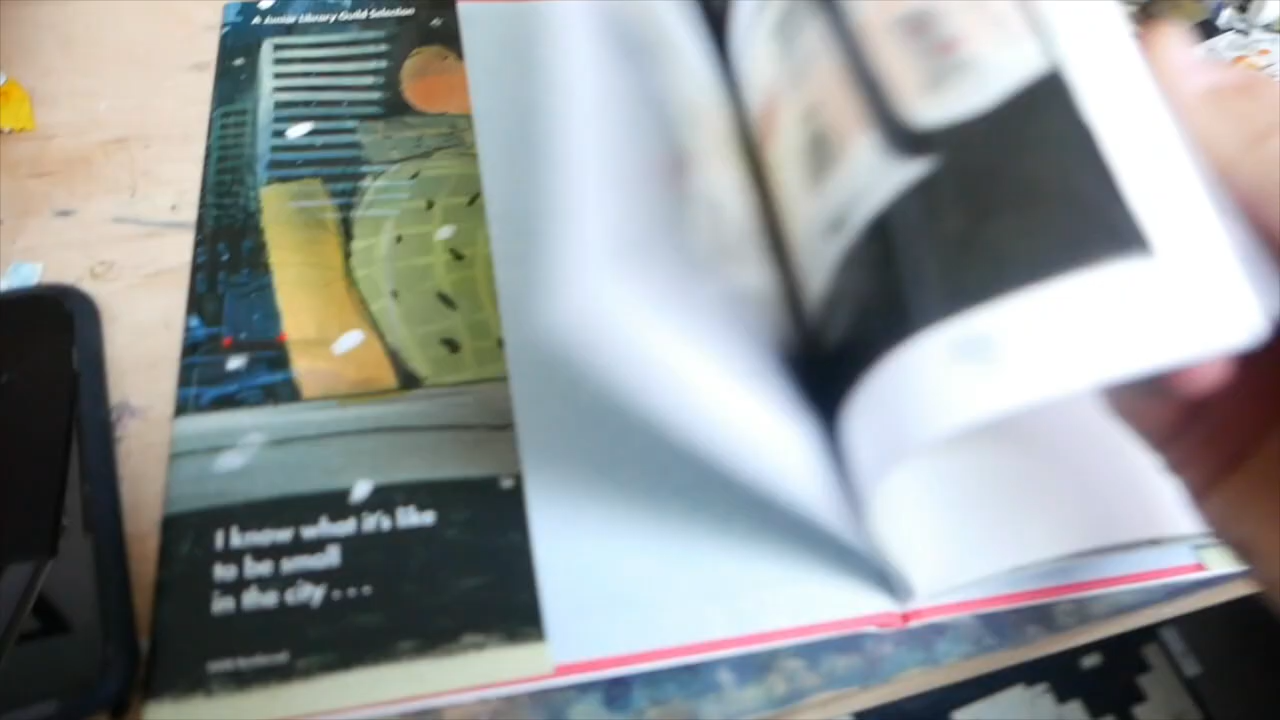 A Junior Library Guild Selection
I know what it's like
to be small
in the city . . .